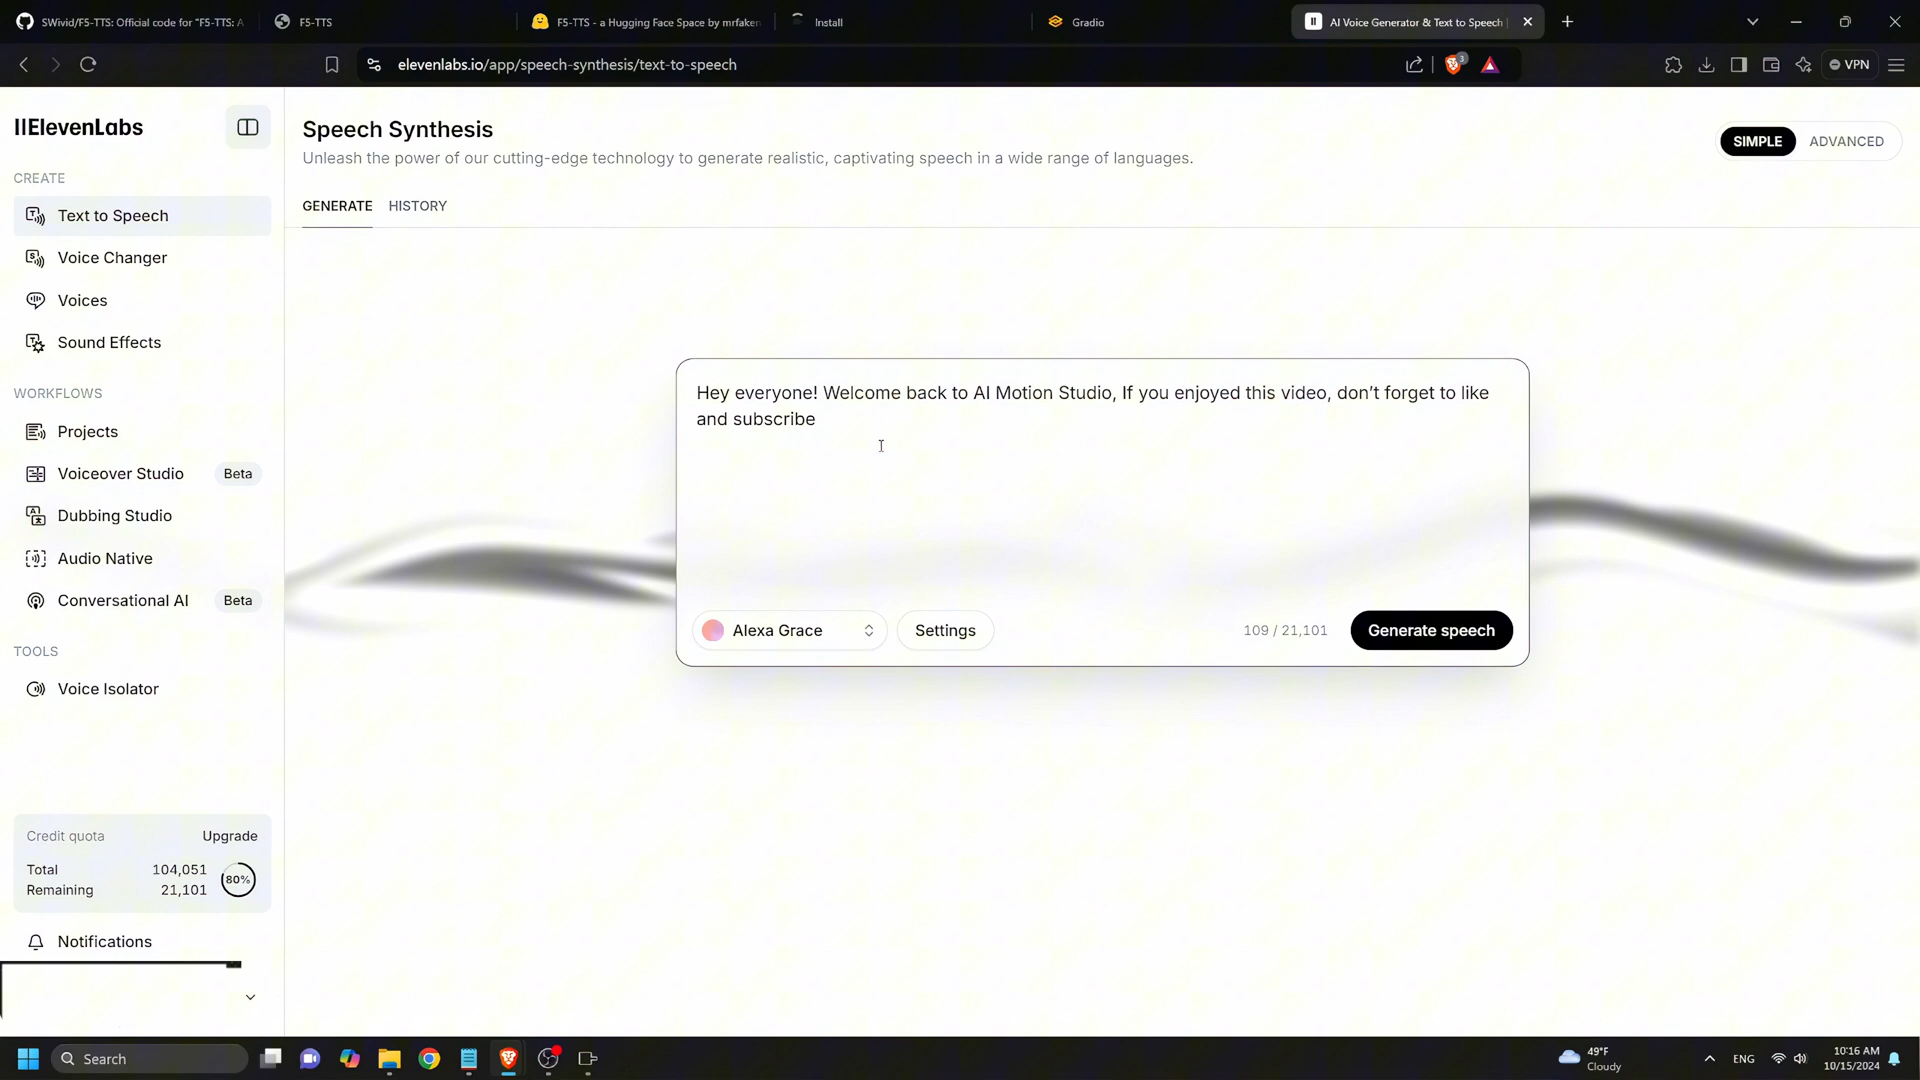 SWivid/F5-TTS: Official code for "F5-TTS: A
F5-TTS
F5-TTS - a Hugging Face Space by mrfaken
Install
Gradio
AI Voice Generator & Text to Speech
elevenlabs.io/app/speech-synthesis/text-to-speech
3
VPN
IIElevenLabs
CREATE
Text to Speech
Voice Changer
Voices
Sound Effects
WORKFLOWS
Projects
Voiceover Studio Beta
Dubbing Studio
Audio Native
Conversational AI Beta
TOOLS
Voice Isolator
Credit quota Upgrade
Total 104,051
Remaining 21,101
80%
Notifications
Speech Synthesis
Unleash the power of our cutting-edge technology to generate realistic, captivating speech in a wide range of languages.
SIMPLE ADVANCED
GENERATE HISTORY
Hey everyone! Welcome back to AI Motion Studio, If you enjoyed this video, don’t forget to like
and subscribe
Alexa Grace Settings 109 / 21,101 Generate speech
Search
49°F
Cloudy
ENG
10:16 AM
10/15/2024